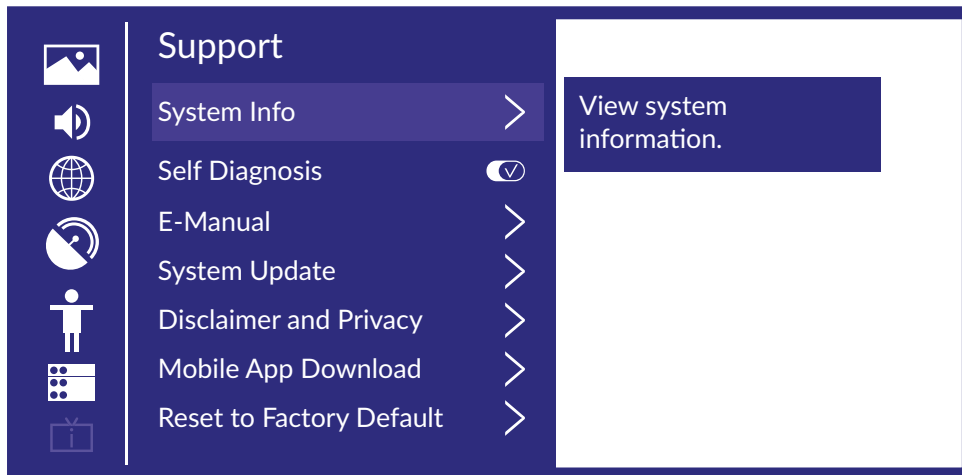 Support
System Info
View system
information.
Self Diagnosis
E-Manual
System Update
Disclaimer and Privacy
Mobile App Download
Reset to Factory Default